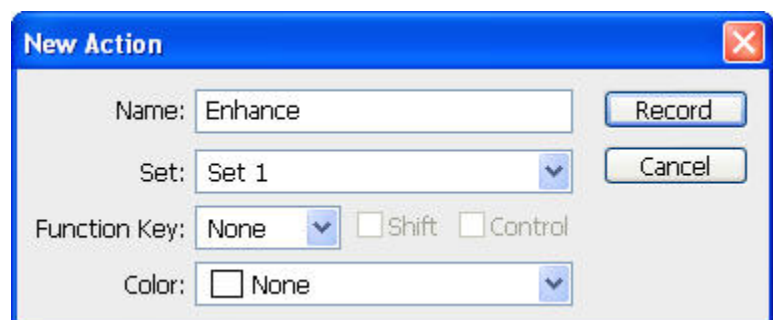 New Action
Name: Enhance Record
Set: Set 1 Cancel
Function Key: None Shift Control
Color: None